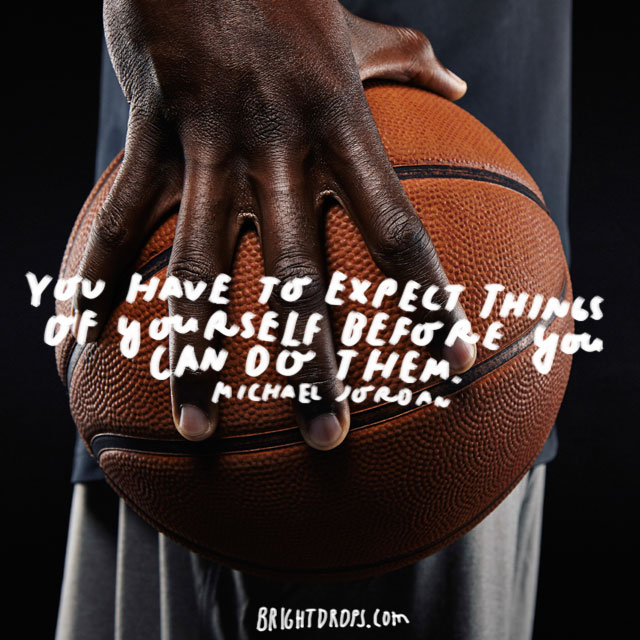 YOU HAVE TO EXPECT THINGS
OF YOURSELF BEFORE YOU
CAN DO THEM.
MICHAEL JORDAN
BRIGHTDROPS.COM